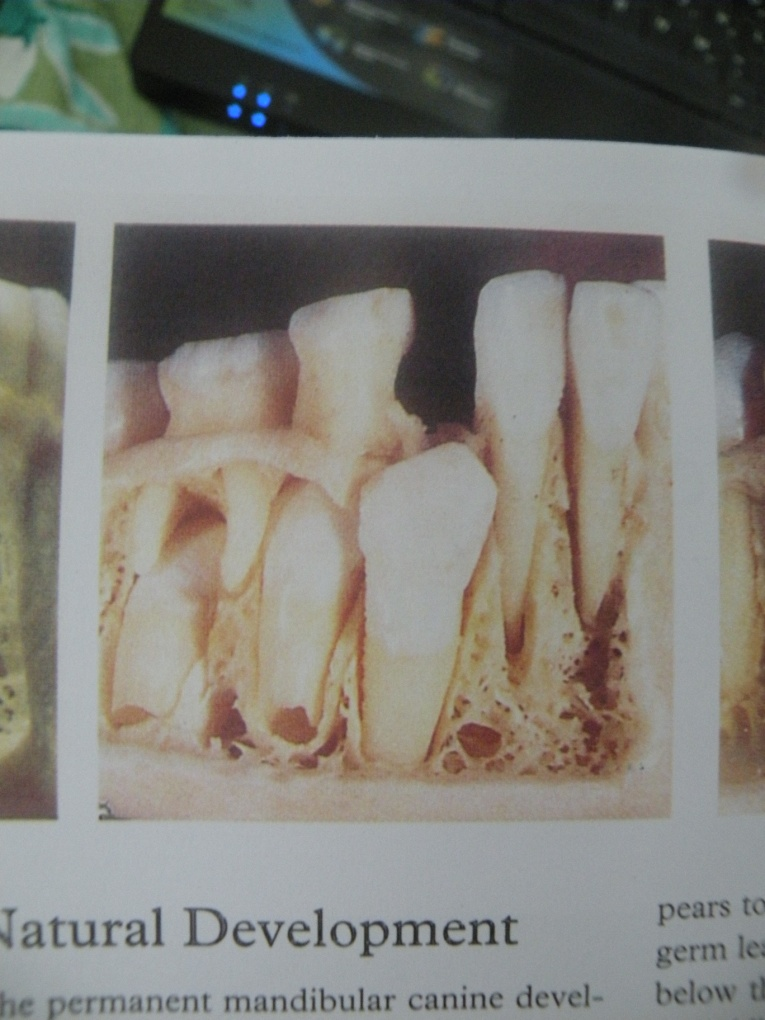 Natural Development
he permanent mandibular canine devel-
pears to
germ lea
below th